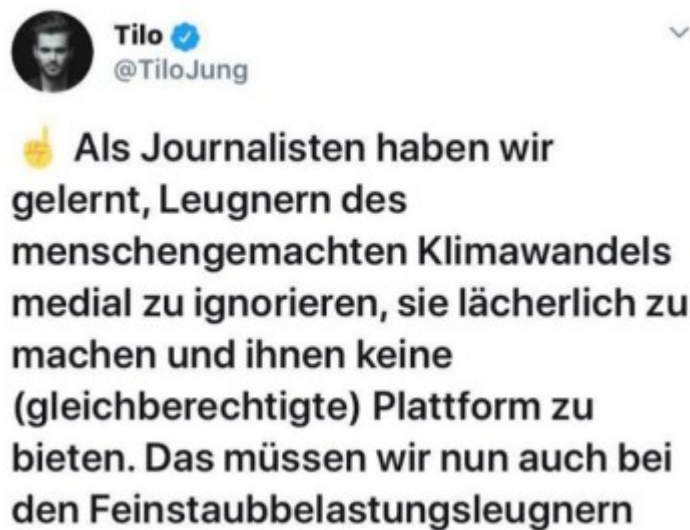 Tilo
@TiloJung
☝️ Als Journalisten haben wir
gelernt, Leugnern des
menschengemachten Klimawandels
medial zu ignorieren, sie lächerlich zu
machen und ihnen keine
(gleichberechtigte) Plattform zu
bieten. Das müssen wir nun auch bei
den Feinstaubbelastungsleugnern